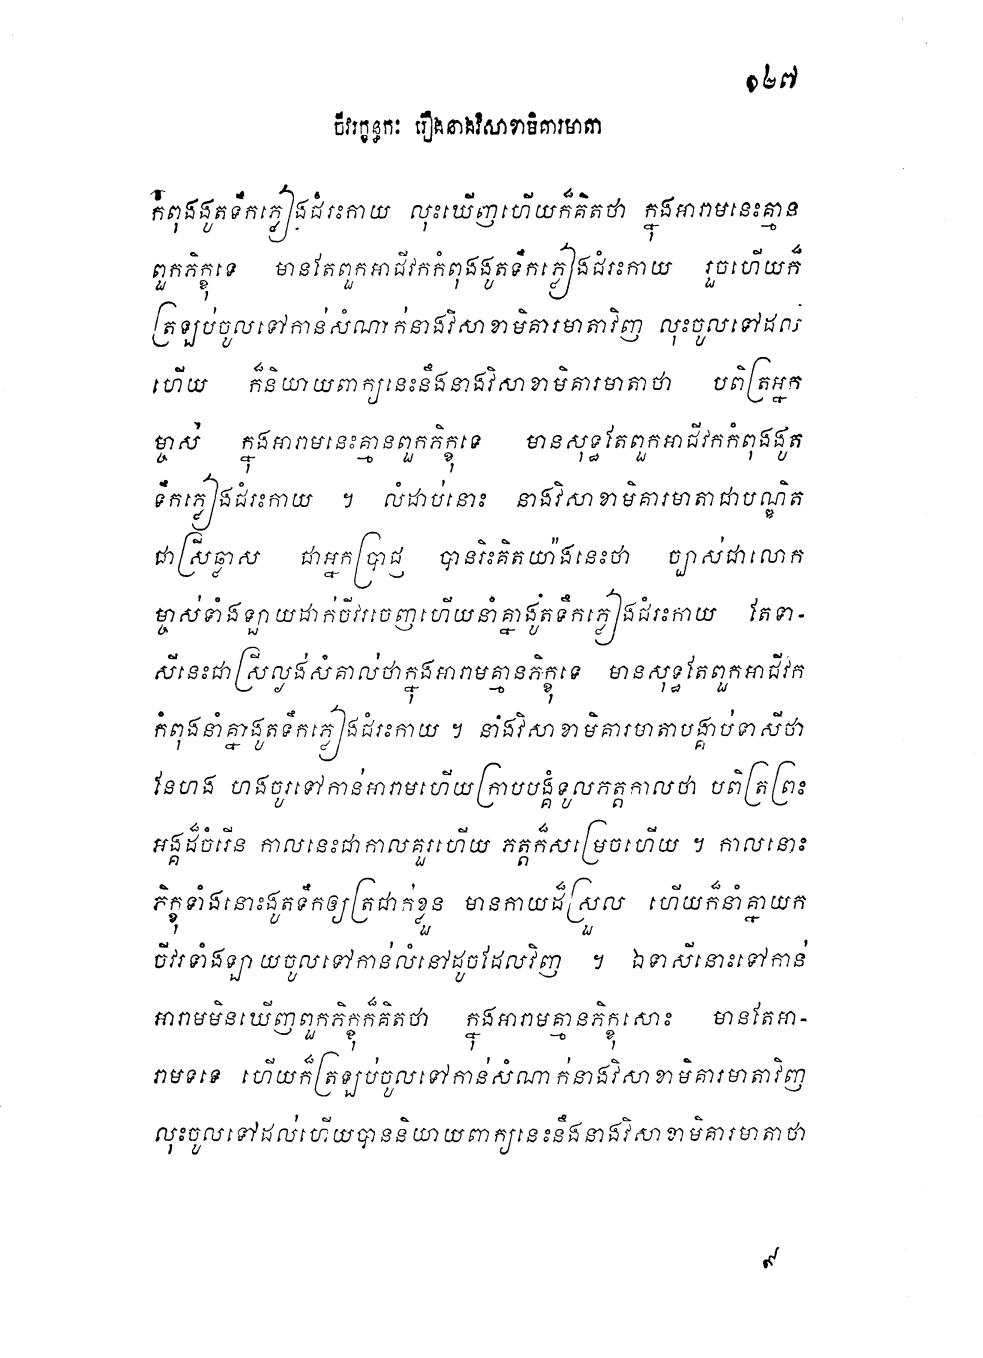 ១២៧
ចីវរក្ខន្ធកៈ រឿងនាងវិសាខាមិគារមាតា
កំពុងងូតទឹកភ្លៀងជំរះកាយ លុះឃើញហើយក៏គិតថា ក្នុងអារាមនេះគ្មាន
ពួកភិក្ខុទេ មានតែពួកអាជីវកកំពុងងូតទឹកភ្លៀងជំរះកាយ រួចហើយក៏
ត្រឡប់ចូលទៅកាន់សំណាក់នាងវិសាខាមិគារមាតាវិញ លុះចូលទៅដល់
ហើយ ក៏និយាយពាក្យនេះនឹងនាងវិសាខាមិគារមាតាថា បពិត្រអ្នក
ម្ចាស់ ក្នុងអារាមនេះគ្មានពួកភិក្ខុទេ មានសុទ្ធតែពួកអាជីវកកំពុងងូត
ទឹកភ្លៀងជំរះកាយ ។ លំដាប់នោះ នាងវិសាខាមិគារមាតាជាបណ្ឌិត
ជាស្រីឆ្លាស ជាអ្នកប្រាជ្ញ បានរិះគិតយ៉ាងនេះថា ច្បាស់ជាលោក
ម្ចាស់ទាំងឡាយដាក់ចីវរចេញហើយនាំគ្នាងូតទឹកភ្លៀងជំរះកាយ តែទា-
សីនេះជាស្រីល្ងង់សំគាល់ថាក្នុងអារាមគ្មានភិក្ខុទេ មានសុទ្ធតែពួកអាជីវក
កំពុងនាំគ្នាងូតទឹកភ្លៀងជំរះកាយ ។ នាងវិសាខាមិគារមាតាបង្គាប់ទាសីថា
នែហង ហងចូរទៅកាន់អារាមហើយក្រាបបង្គំទូលភត្តកាលថា បពិត្រព្រះ
អង្គដ៏ចំរើន កាលនេះជាកាលគួរហើយ ភត្តក៏សម្រេចហើយ ។ កាលនោះ
ភិក្ខុទាំងនោះងូតទឹកឲ្យត្រជាក់ខ្លួន មានកាយដ៏ស្រួល ហើយក៏នាំគ្នាយក
ចីវរទាំងឡាយចូលទៅកាន់លំនៅដូចដែលវិញ ។ ឯទាសីនោះទៅកាន់
អារាមមិនឃើញពួកភិក្ខុក៏គិតថា ក្នុងអារាមគ្មានភិក្ខុសោះ មានតែអា-
រាមទទេ ហើយក៏ត្រឡប់ចូលទៅកាន់សំណាក់នាងវិសាខាមិគារមាតាវិញ
លុះចូលទៅដល់ហើយបាននិយាយពាក្យនេះនឹងនាងវិសាខាមិគារមាតាថា
៩